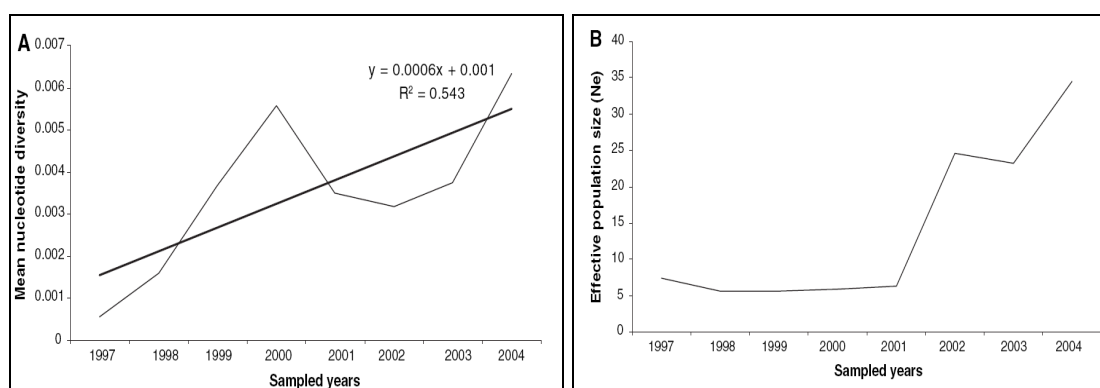 A
0.007
0.006
0.005
0.004
0.003
0.002
0.001
0
Mean nucleotide diversity
y = 0.0006x + 0.001
R² = 0.543
1997 1998 1999 2000 2001 2002 2003 2004
Sampled years
B
40
35
30
25
20
15
10
5
0
Effective population size (Ne)
1997 1998 1999 2000 2001 2002 2003 2004
Sampled years